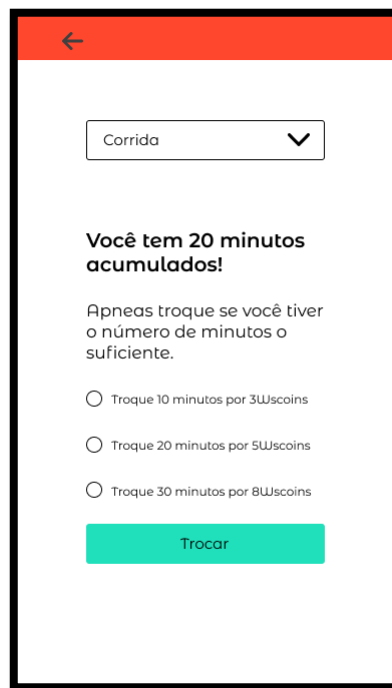 Corrida
Você tem 20 minutos
acumulados!
Apneas troque se você tiver
o número de minutos o
suficiente.
Troque 10 minutos por 3Wscoins
Troque 20 minutos por 5Wscoins
Troque 30 minutos por 8Wscoins
Trocar